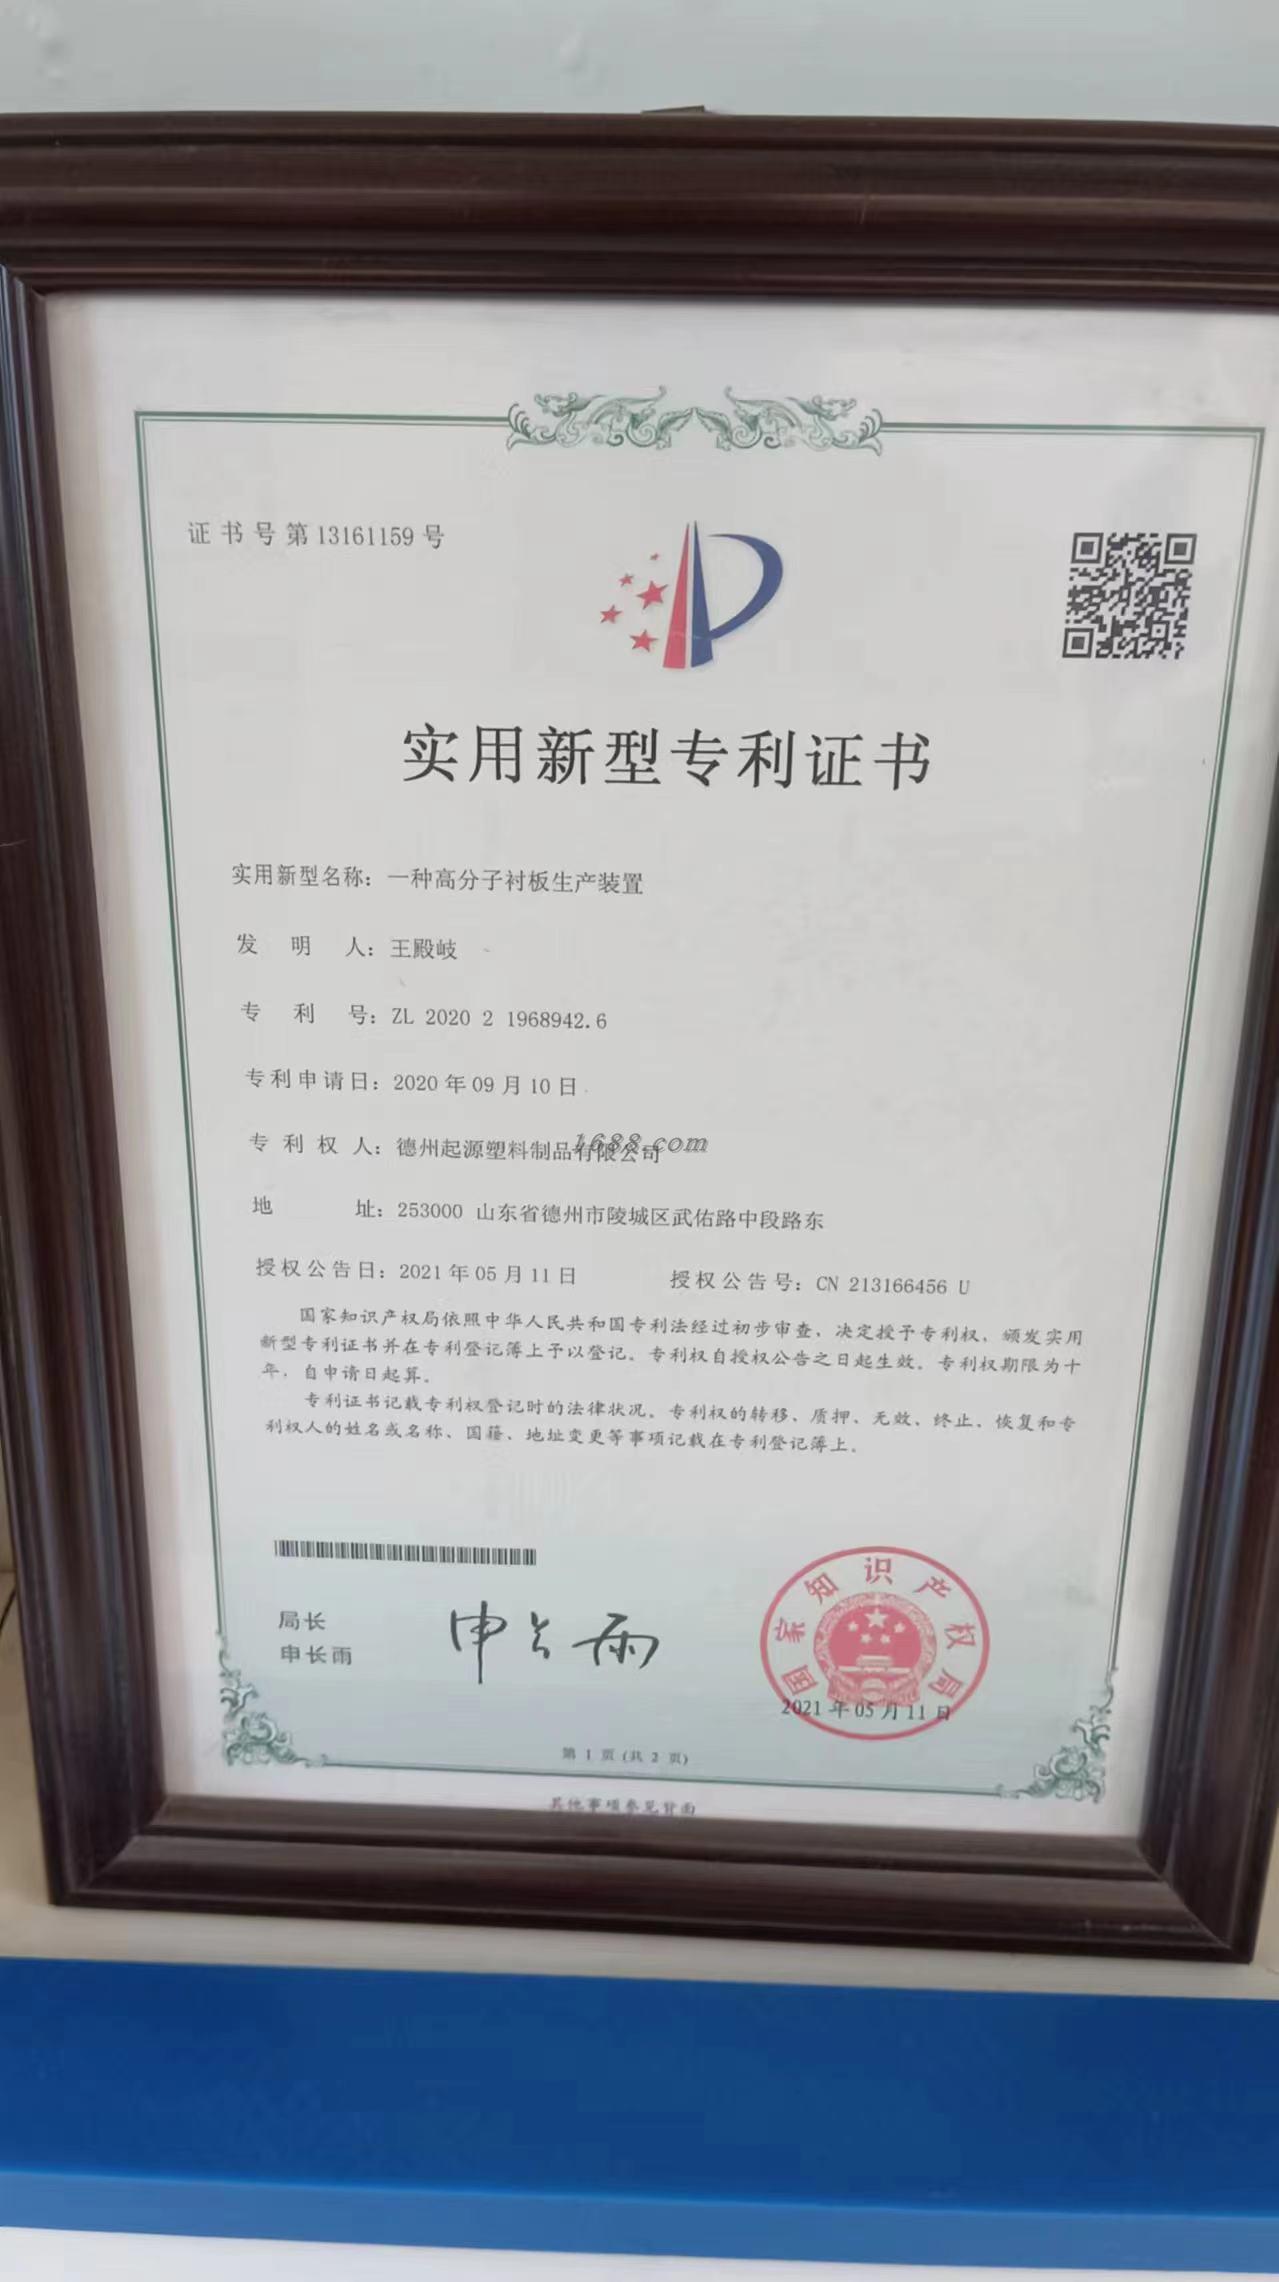 证书号第13161159号
实用新型专利证书
实用新型名称：一种高分子衬板生产装置
发明人：王殿岐
专利号：ZL 2020 2 1968942.6
专利申请日：2020年09月10日
专利权人：德州起源塑料制品有限公司
1688.com
地址：253000 山东省德州市陵城区武佑路中段路东
授权公告日：2021年05月11日 授权公告号：CN 213166456 U
国家知识产权局依照中华人民共和国专利法经过初步审查，决定授予专利权，颁发实用
新型专利证书并在专利登记簿上予以登记。专利权自授权公告之日起生效。专利权期限为十
年，自申请日起算。
专利证书记载专利权登记时的法律状况。专利权的转移、质押、无效、终止、恢复和专
利权人的姓名或名称、国籍、地址变更等事项记载在专利登记簿上。
局长
申长雨
申长雨
国家知识产权局
2021年05月11日
第 1 页 (共 2 页)
其他事项参见背面